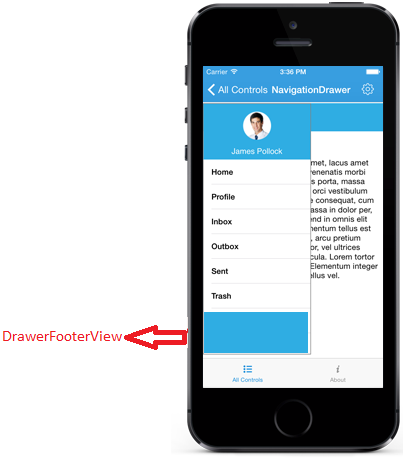 Carrier 3:36 PM
All Controls NavigationDrawer
James Pollock
Home
Profile
Inbox
Outbox
Sent
Trash
amet, lacus amet
venenatis morbi
s porta, massa
orci vestibulum
e consequat, cum
assa in dolor per,
end in omnis elit
mentum tellus est
, arcu pretium
or, vel ultrices
cula. Lorem tortor
Elementum integer
ellus vel.
DrawerFooterView
All Controls About